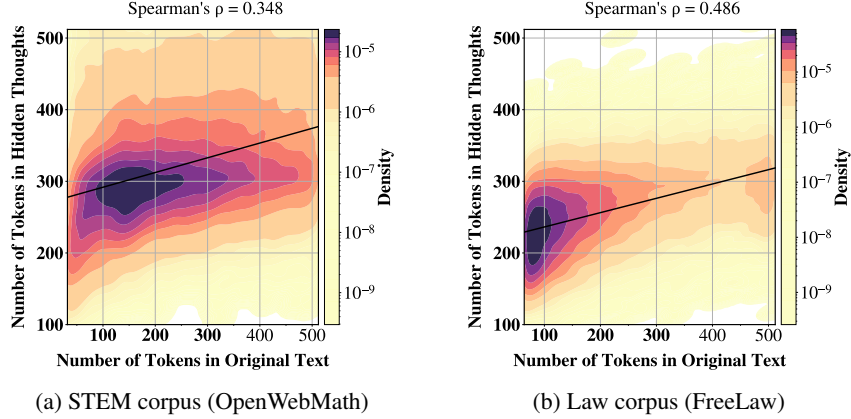 Spearman's ρ = 0.348
Number of Tokens in Hidden Thoughts
500
400
300
200
100
100 200 300 400 500
Number of Tokens in Original Text
10⁻⁵
10⁻⁶
10⁻⁷
10⁻⁸
10⁻⁹
Density
(a) STEM corpus (OpenWebMath)
Spearman's ρ = 0.486
Number of Tokens in Hidden Thoughts
500
400
300
200
100
100 200 300 400 500
Number of Tokens in Original Text
10⁻⁵
10⁻⁶
10⁻⁷
10⁻⁸
10⁻⁹
Density
(b) Law corpus (FreeLaw)